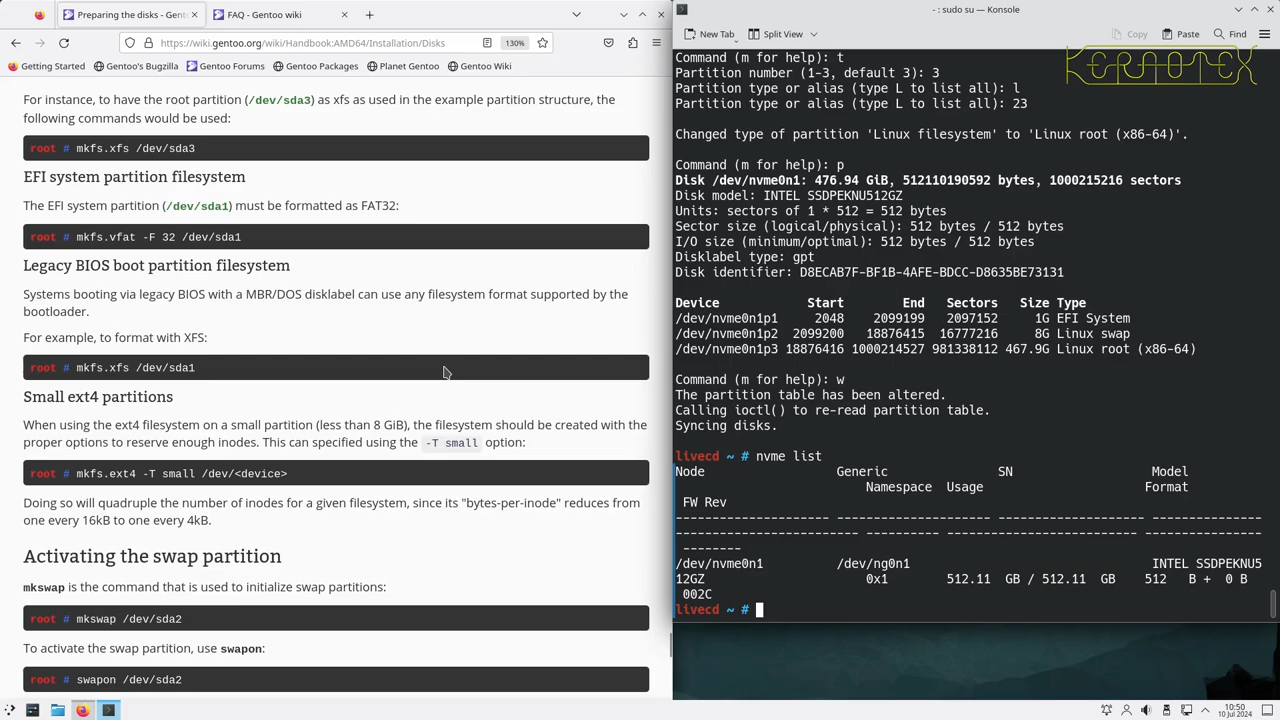 Preparing the disks - Gent
FAQ - Gentoo wiki
https://wiki.gentoo.org/wiki/Handbook:AMD64/Installation/Disks
130%
Getting Started
Gentoo's Bugzilla
Gentoo Forums
Gentoo Packages
Planet Gentoo
Gentoo Wiki
For instance, to have the root partition (/dev/sda3) as xfs as used in the example partition structure, the
following commands would be used:
root # mkfs.xfs /dev/sda3
EFI system partition filesystem
The EFI system partition (/dev/sda1) must be formatted as FAT32:
root # mkfs.vfat -F 32 /dev/sda1
Legacy BIOS boot partition filesystem
Systems booting via legacy BIOS with a MBR/DOS disklabel can use any filesystem format supported by the
bootloader.
For example, to format with XFS:
root # mkfs.xfs /dev/sda1
Small ext4 partitions
When using the ext4 filesystem on a small partition (less than 8 GiB), the filesystem should be created with the
proper options to reserve enough inodes. This can specified using the -T small option:
root # mkfs.ext4 -T small /dev/<device>
Doing so will quadruple the number of inodes for a given filesystem, since its "bytes-per-inode" reduces from
one every 16kB to one every 4kB.
Activating the swap partition
mkswap is the command that is used to initialize swap partitions:
root # mkswap /dev/sda2
To activate the swap partition, use swapon:
root # swapon /dev/sda2
- : sudo su — Konsole
New Tab
Split View
Copy
Paste
Find
KERNOTEX
Command (m for help): t
Partition number (1-3, default 3): 3
Partition type or alias (type L to list all): l
Partition type or alias (type L to list all): 23
Changed type of partition 'Linux filesystem' to 'Linux root (x86-64)'.
Command (m for help): p
Disk /dev/nvme0n1: 476.94 GiB, 512110190592 bytes, 1000215216 sectors
Disk model: INTEL SSDPEKNU512GZ
Units: sectors of 1 * 512 = 512 bytes
Sector size (logical/physical): 512 bytes / 512 bytes
I/O size (minimum/optimal): 512 bytes / 512 bytes
Disklabel type: gpt
Disk identifier: D8ECAB7F-BF1B-4AFE-BDCC-D8635BE73131
Device Start End Sectors Size Type
/dev/nvme0n1p1 2048 2099199 2097152 1G EFI System
/dev/nvme0n1p2 2099200 18876415 16777216 8G Linux swap
/dev/nvme0n1p3 18876416 1000214527 981338112 467.9G Linux root (x86-64)
Command (m for help): w
The partition table has been altered.
Calling ioctl() to re-read partition table.
Syncing disks.
livecd ~ # nvme list
Node Generic SN Model
Namespace Usage Format
FW Rev
--------------------- -------------------- -------------------- ---------------
------------------------- -------------------------- ----------------
--------
/dev/nvme0n1 /dev/ng0n1 INTEL SSDPEKNU5
12GZ 0x1 512.11 GB / 512.11 GB 512 B + 0 B
002C
livecd ~ #
10:50
10 Jul 2024